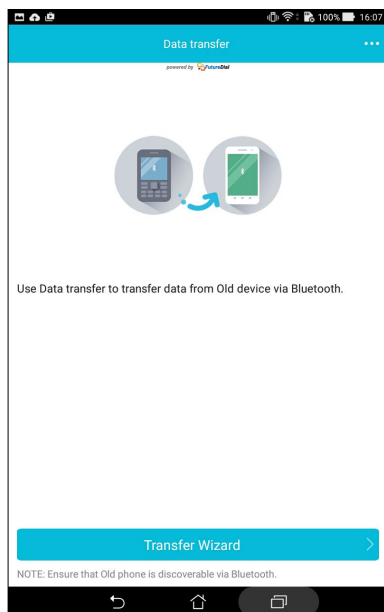 100% 16:07
Data transfer
powered by FutureDial
Use Data transfer to transfer data from Old device via Bluetooth.
Transfer Wizard
NOTE: Ensure that Old phone is discoverable via Bluetooth.